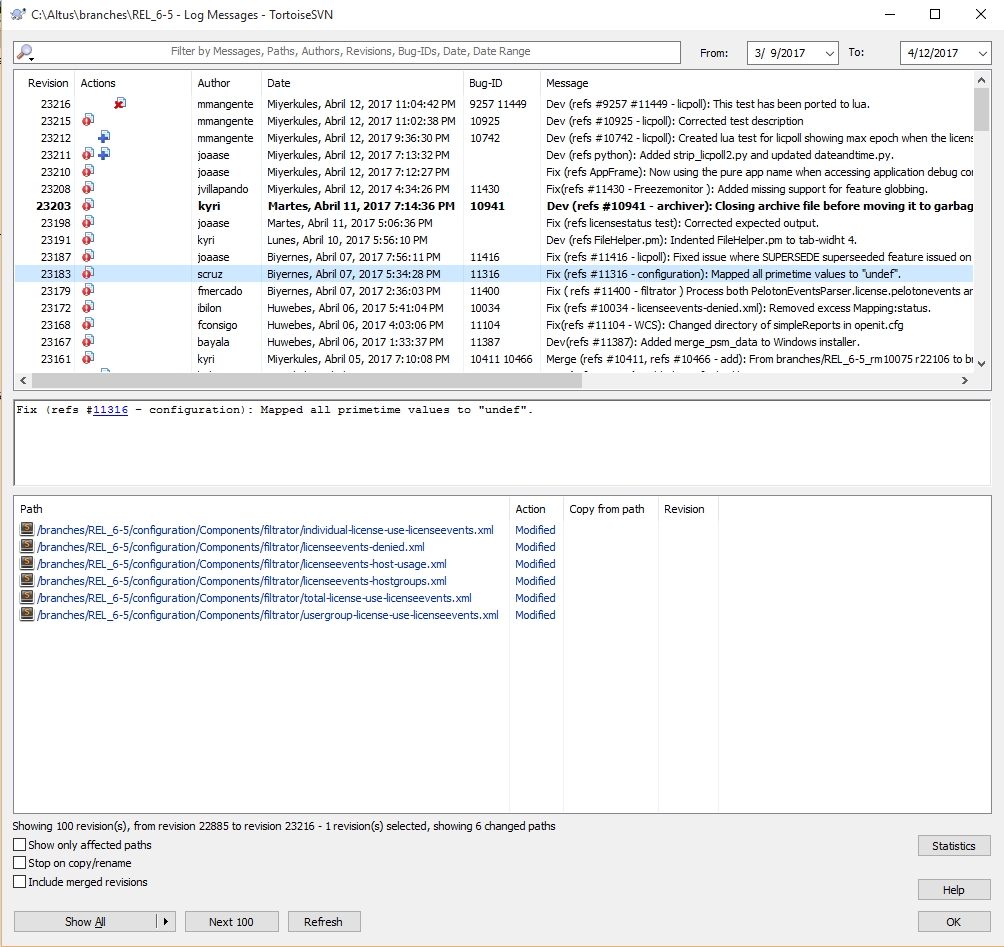 C:\Altus\branches\REL_6-5 - Log Messages - TortoiseSVN
Filter by Messages, Paths, Authors, Revisions, Bug-IDs, Date, Date Range From: 3/ 9/2017 To: 4/12/2017
Revision Actions Author Date Bug-ID Message
23216 mmangente Miyerkules, Abril 12, 2017 11:04:42 PM 9257 11449 Dev (refs #9257 #11449 - licpoll): This test has been ported to lua.
23215 mmangente Miyerkules, Abril 12, 2017 11:02:38 PM 10925 Dev (refs #10925 - licpoll): Corrected test description
23212 mmangente Miyerkules, Abril 12, 2017 9:36:30 PM 10742 Dev (refs #10742 - licpoll): Created lua test for licpoll showing max epoch when the licens
23211 joaase Miyerkules, Abril 12, 2017 7:13:32 PM Dev (refs python): Added strip_licpoll2.py and updated dateandtime.py.
23210 joaase Miyerkules, Abril 12, 2017 7:12:27 PM Fix (refs AppFrame): Now using the pure app name when accessing application debug co
23208 jvillapando Miyerkules, Abril 12, 2017 4:34:26 PM 11430 Fix(refs #11430 - Freezemonitor ): Added missing support for feature globbing.
23203 kyri Martes, Abril 11, 2017 7:14:36 PM 10941 Dev (refs #10941 - archiver): Closing archive file before moving it to garbag
23198 joaase Martes, Abril 11, 2017 5:06:36 PM Fix (refs licensestatus test): Corrected expected output.
23191 kyri Lunes, Abril 10, 2017 5:56:10 PM Dev (refs FileHelper.pm): Indented FileHelper.pm to tab-widht 4.
23187 joaase Biyernes, Abril 07, 2017 7:56:11 PM 11416 Fix (refs #11416 - licpoll): Fixed issue where SUPERSEDE superseeded feature issued on
23183 scruz Biyernes, Abril 07, 2017 5:34:28 PM 11316 Fix (refs #11316 - configuration): Mapped all primetime values to "undef".
23179 fmercado Biyernes, Abril 07, 2017 2:36:03 PM 11400 Fix ( refs #11400 - filtrator ) Process both PelotonEventsParser.license.pelotonevents ar
23172 ibilon Huwebes, Abril 06, 2017 5:41:04 PM 10034 Fix (refs #10034 - licenseevents-denied.xml): Removed excess Mapping:status.
23168 fconsigo Huwebes, Abril 06, 2017 4:03:06 PM 11104 Fix(refs #11104 - WCS): Changed directory of simpleReports in openit.cfg
23167 bayala Huwebes, Abril 06, 2017 1:33:37 PM 11387 Dev(refs #11387): Added merge_psm_data to Windows installer.
23161 kyri Miyerkules, Abril 05, 2017 7:10:08 PM 10411 10466 Merge (refs #10411, refs #10466 - add): From branches/REL_6-5_rm10075 r22106 to br
Fix (refs #11316 - configuration): Mapped all primetime values to "undef".
Path Action Copy from path Revision
/branches/REL_6-5/configuration/Components/filtrator/individual-license-use-licenseevents.xml Modified
/branches/REL_6-5/configuration/Components/filtrator/licenseevents-denied.xml Modified
/branches/REL_6-5/configuration/Components/filtrator/licenseevents-host-usage.xml Modified
/branches/REL_6-5/configuration/Components/filtrator/licenseevents-hostgroups.xml Modified
/branches/REL_6-5/configuration/Components/filtrator/total-license-use-licenseevents.xml Modified
/branches/REL_6-5/configuration/Components/filtrator/usergroup-license-use-licenseevents.xml Modified
Showing 100 revision(s), from revision 22885 to revision 23216 - 1 revision(s) selected, showing 6 changed paths
Show only affected paths Statistics
Stop on copy/rename
Include merged revisions Help
Show All Next 100 Refresh OK